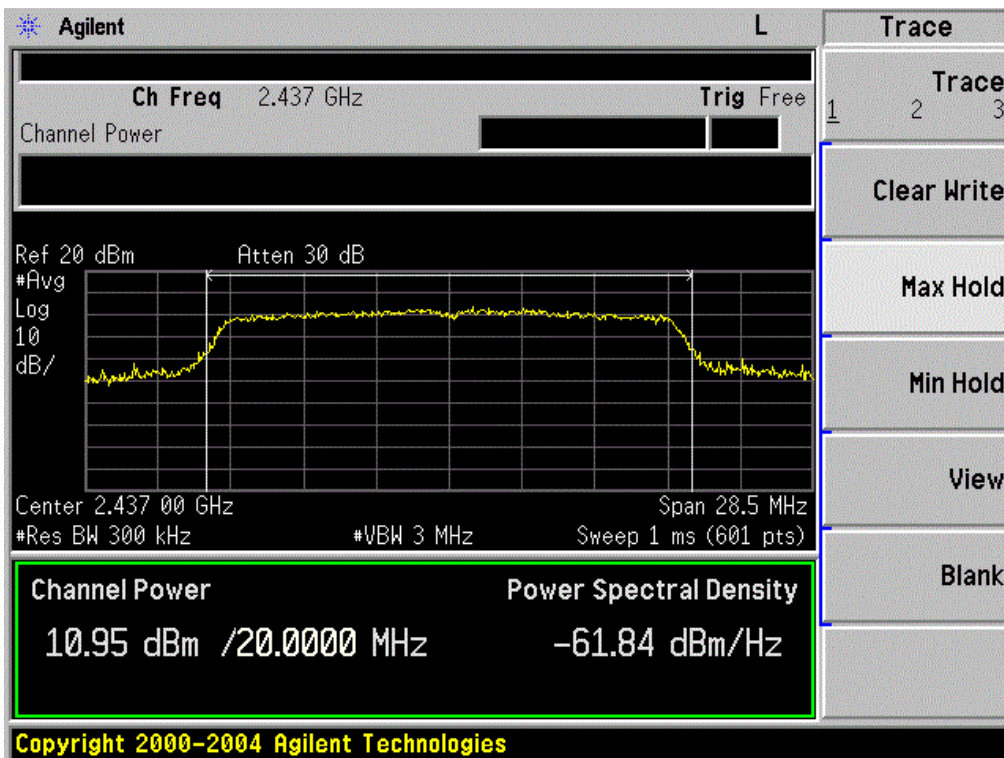 Agilent L Trace
Ch Freq 2.437 GHz Trig Free
Channel Power
Trace
1 2 3
Clear Write
Max Hold
Min Hold
View
Blank
Ref 20 dBm Atten 30 dB
#Avg
Log
10
dB/
Center 2.437 00 GHz Span 28.5 MHz
#Res BW 300 kHz #VBW 3 MHz Sweep 1 ms (601 pts)
Channel Power Power Spectral Density
10.95 dBm /20.0000 MHz -61.84 dBm/Hz
Copyright 2000-2004 Agilent Technologies